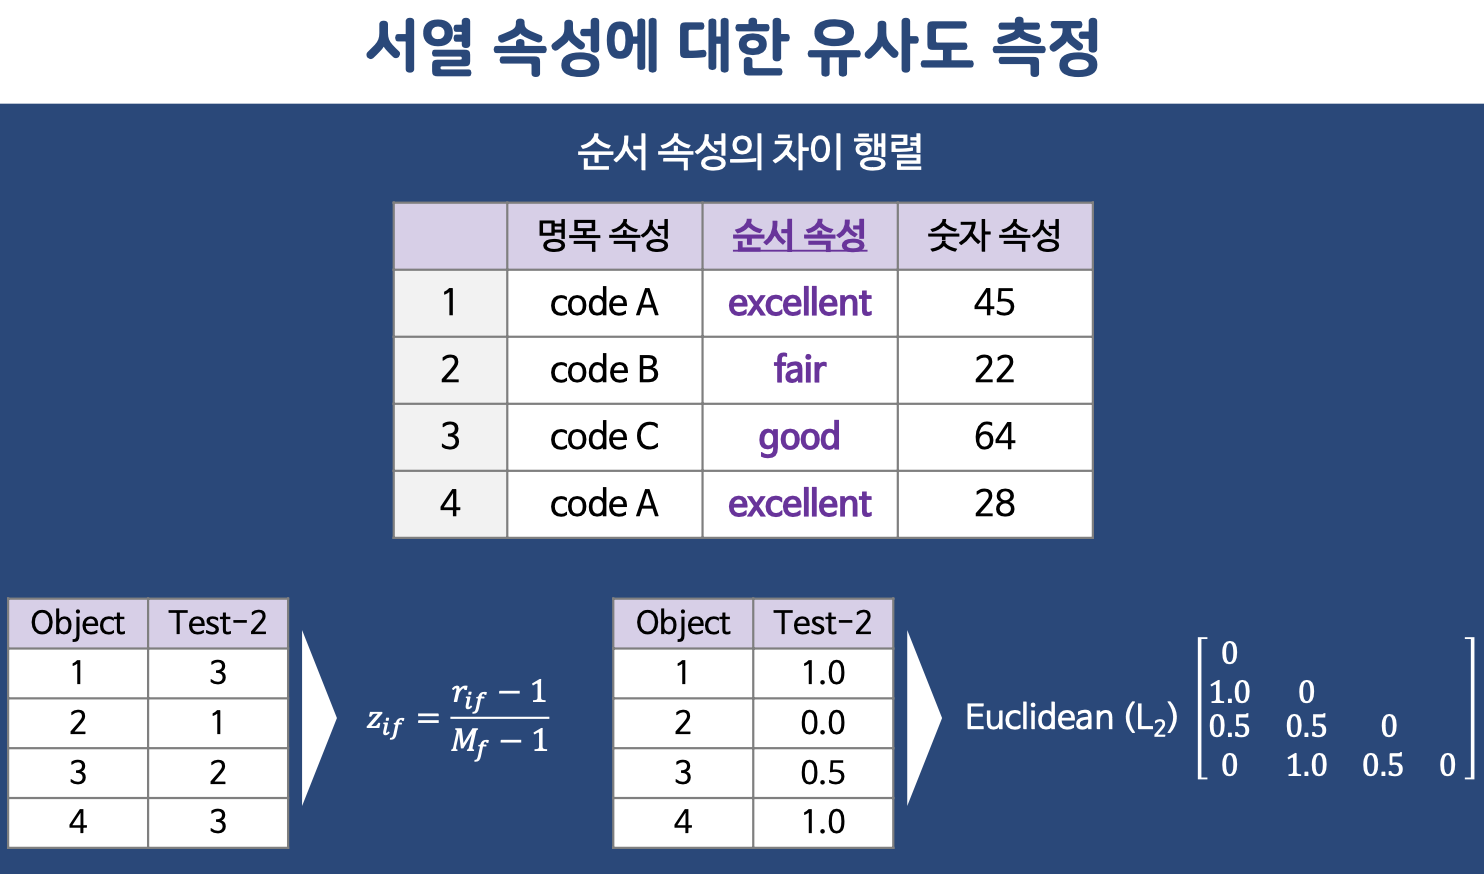 서열 속성에 대한 유사도 측정
순서 속성의 차이 행렬
명목 속성 순서 속성 숫자 속성
1 code A excellent 45
2 code B fair 22
3 code C good 64
4 code A excellent 28
Object Test-2
1 3
2 1
3 2
4 3
z_if = (r_if − 1) / (M_f − 1)
Object Test-2
1 1.0
2 0.0
3 0.5
4 1.0
Euclidean (L₂)
0
1.0 0
0.5 0.5 0
0 1.0 0.5 0